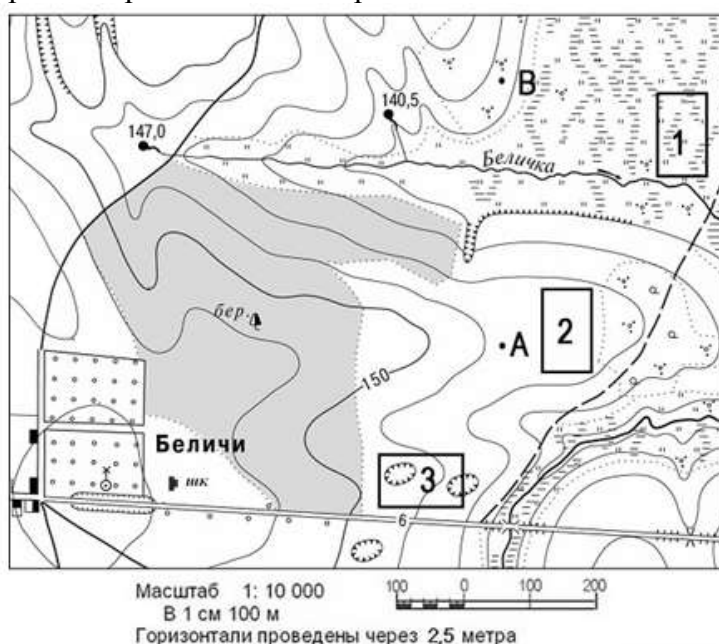 В
140,5
147,0
1
Беличка
бер.
А
2
150
Беличи
3
шк
6
Масштаб 1: 10 000
В 1 см 100 м
100 0 100 200
Горизонтали проведены через 2,5 метра